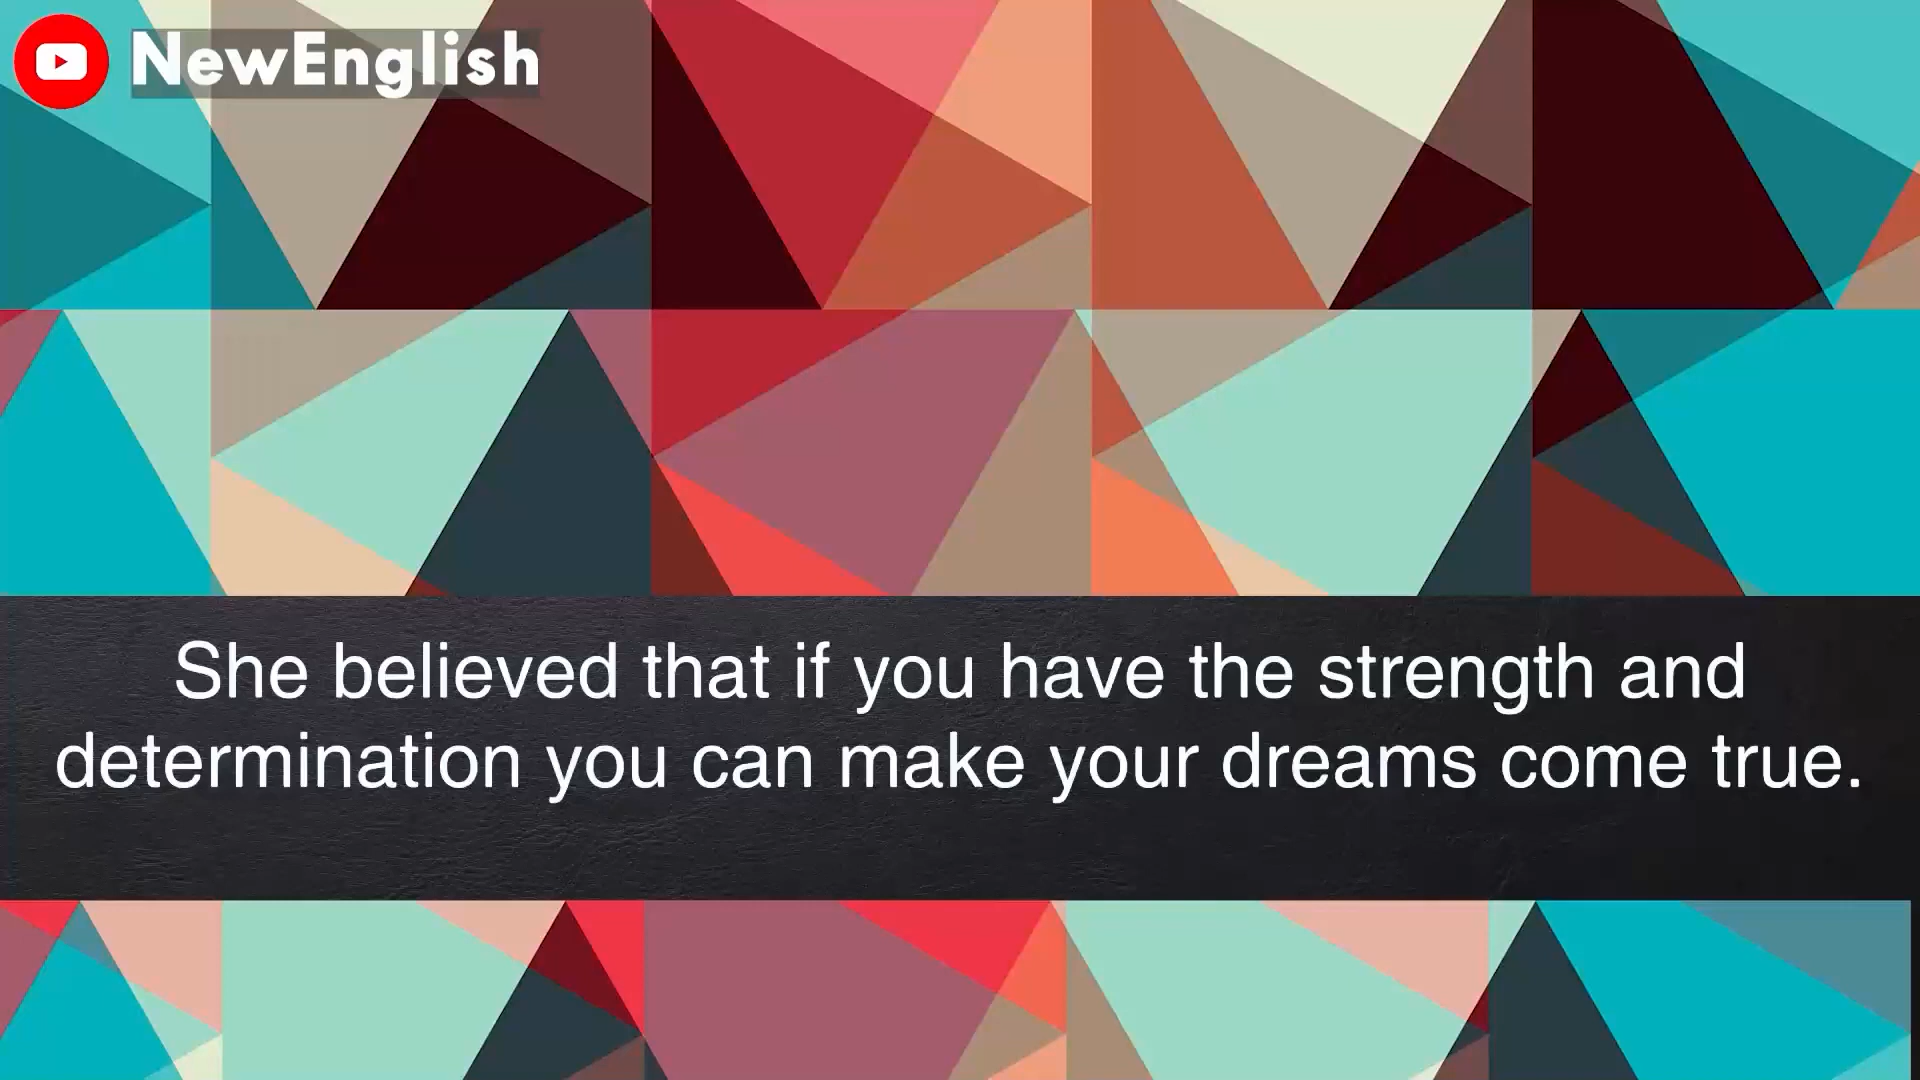 NewEnglish
She believed that if you have the strength and
determination you can make your dreams come true.